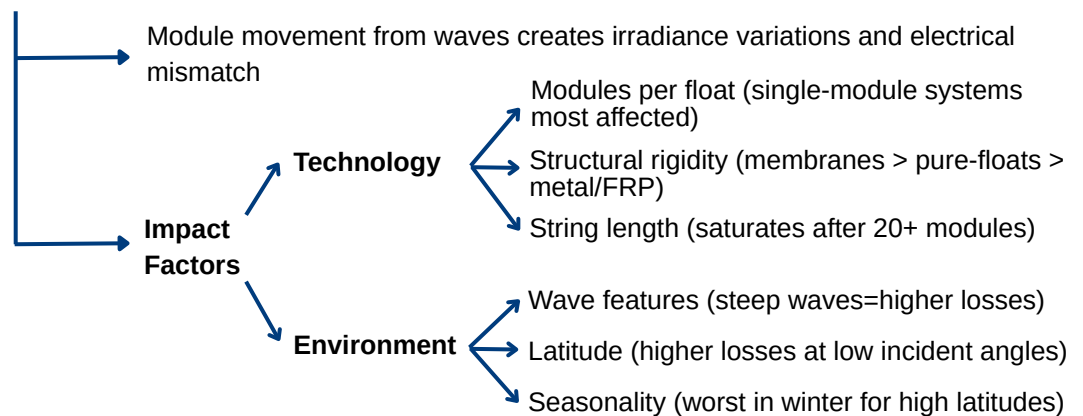 Module movement from waves creates irradiance variations and electrical
mismatch
Modules per float (single-module systems
most affected)
Technology
Structural rigidity (membranes > pure-floats >
metal/FRP)
String length (saturates after 20+ modules)
Impact
Factors
Wave features (steep waves=higher losses)
Environment
Latitude (higher losses at low incident angles)
Seasonality (worst in winter for high latitudes)